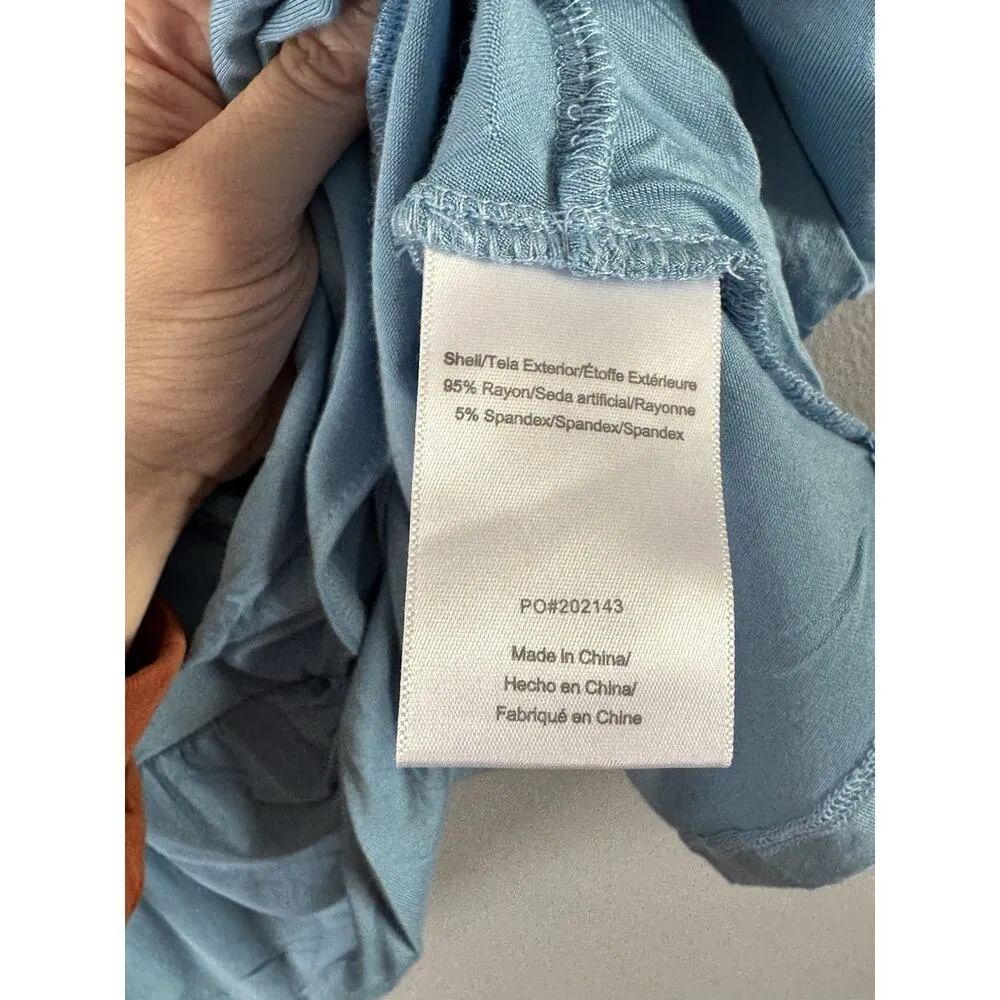 Shell/Tela Exterior/Étoffe Extérieure
95% Rayon/Seda artificial/Rayonne
5% Spandex/Spandex/Spandex
PO#202143
Made in China/
Hecho en China/
Fabriqué en Chine